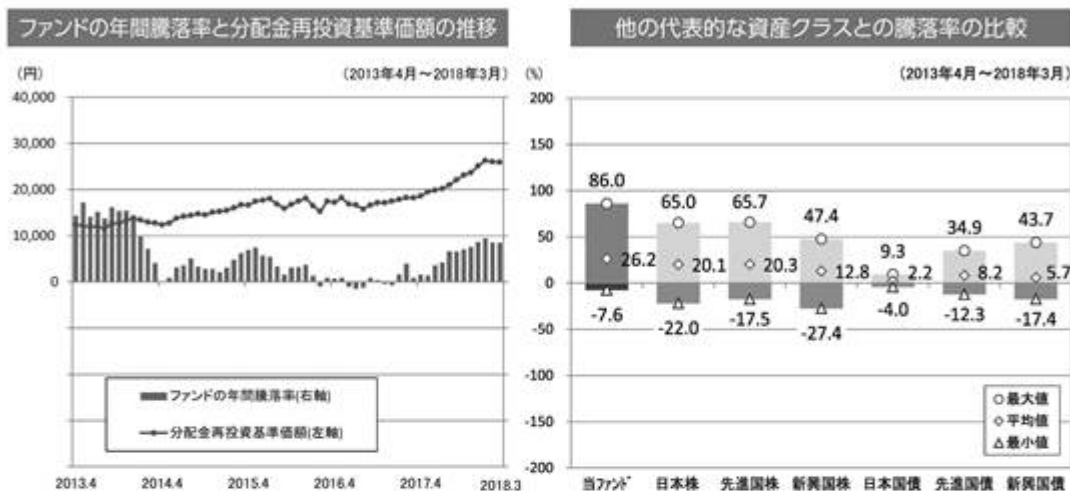 ファンドの年間騰落率と分配金再投資基準価額の推移
(円)
(2013年4月～2018年3月)
(%)
40,000
30,000
20,000
10,000
0
200
150
100
50
0
-50
-100
-150
-200
ファンドの年間騰落率(右軸)
分配金再投資基準価額(左軸)
2013.4
2014.4
2015.4
2016.4
2017.4
2018.3
他の代表的な資産クラスとの騰落率の比較
(2013年4月～2018年3月)
86.0
65.0
65.7
47.4
9.3
34.9
43.7
26.2
20.1
20.3
12.8
2.2
8.2
5.7
-7.6
-22.0
-17.5
-27.4
-4.0
-12.3
-17.4
最大値
平均値
最小値
当ファンド
日本株
先進国株
新興国株
日本国債
先進国債
新興国債